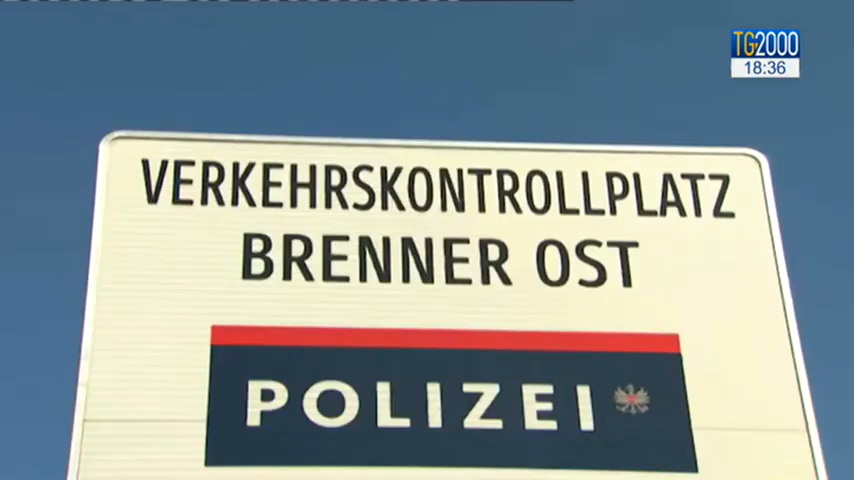 TG2000
18:36
VERKEHRSKONTROLLPLATZ
BRENNER OST
POLIZEI